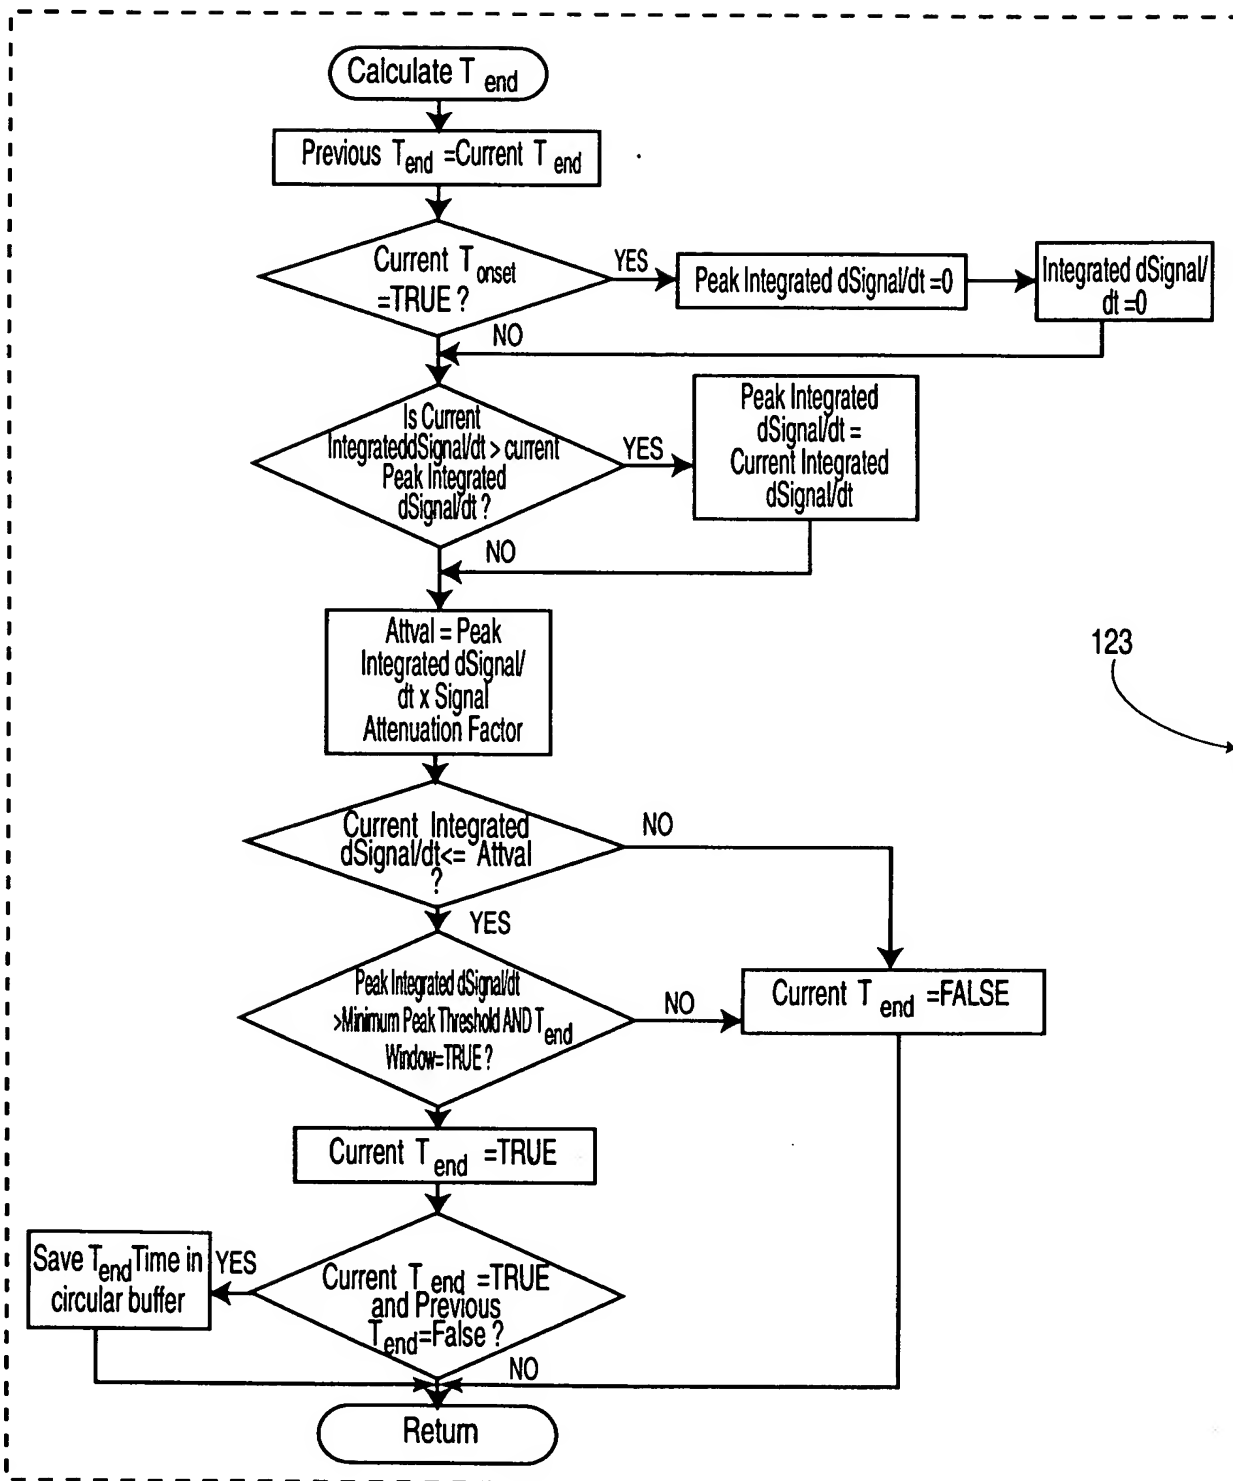 Calculate T end
Previous T end =Current T end
Current T onset
=TRUE ?
YES
Peak Integrated dSignal/dt =0
Integrated dSignal/
dt =0
NO
Is Current
IntegrateddSignal/dt > current
Peak Integrated
dSignal/dt ?
YES
Peak Integrated
dSignal/dt =
Current Integrated
dSignal/dt
NO
Attval = Peak
Integrated dSignal/
dt x Signal
Attenuation Factor
123
Current Integrated
dSignal/dt<= Attval
?
NO
YES
Peak Integrated dSignal/dt
>Minimum Peak Threshold AND T end
Window=TRUE ?
NO
Current T end =FALSE
Current T end =TRUE
Save T end Time in
circular buffer
YES
Current T end =TRUE
and Previous
T end=False ?
NO
Return